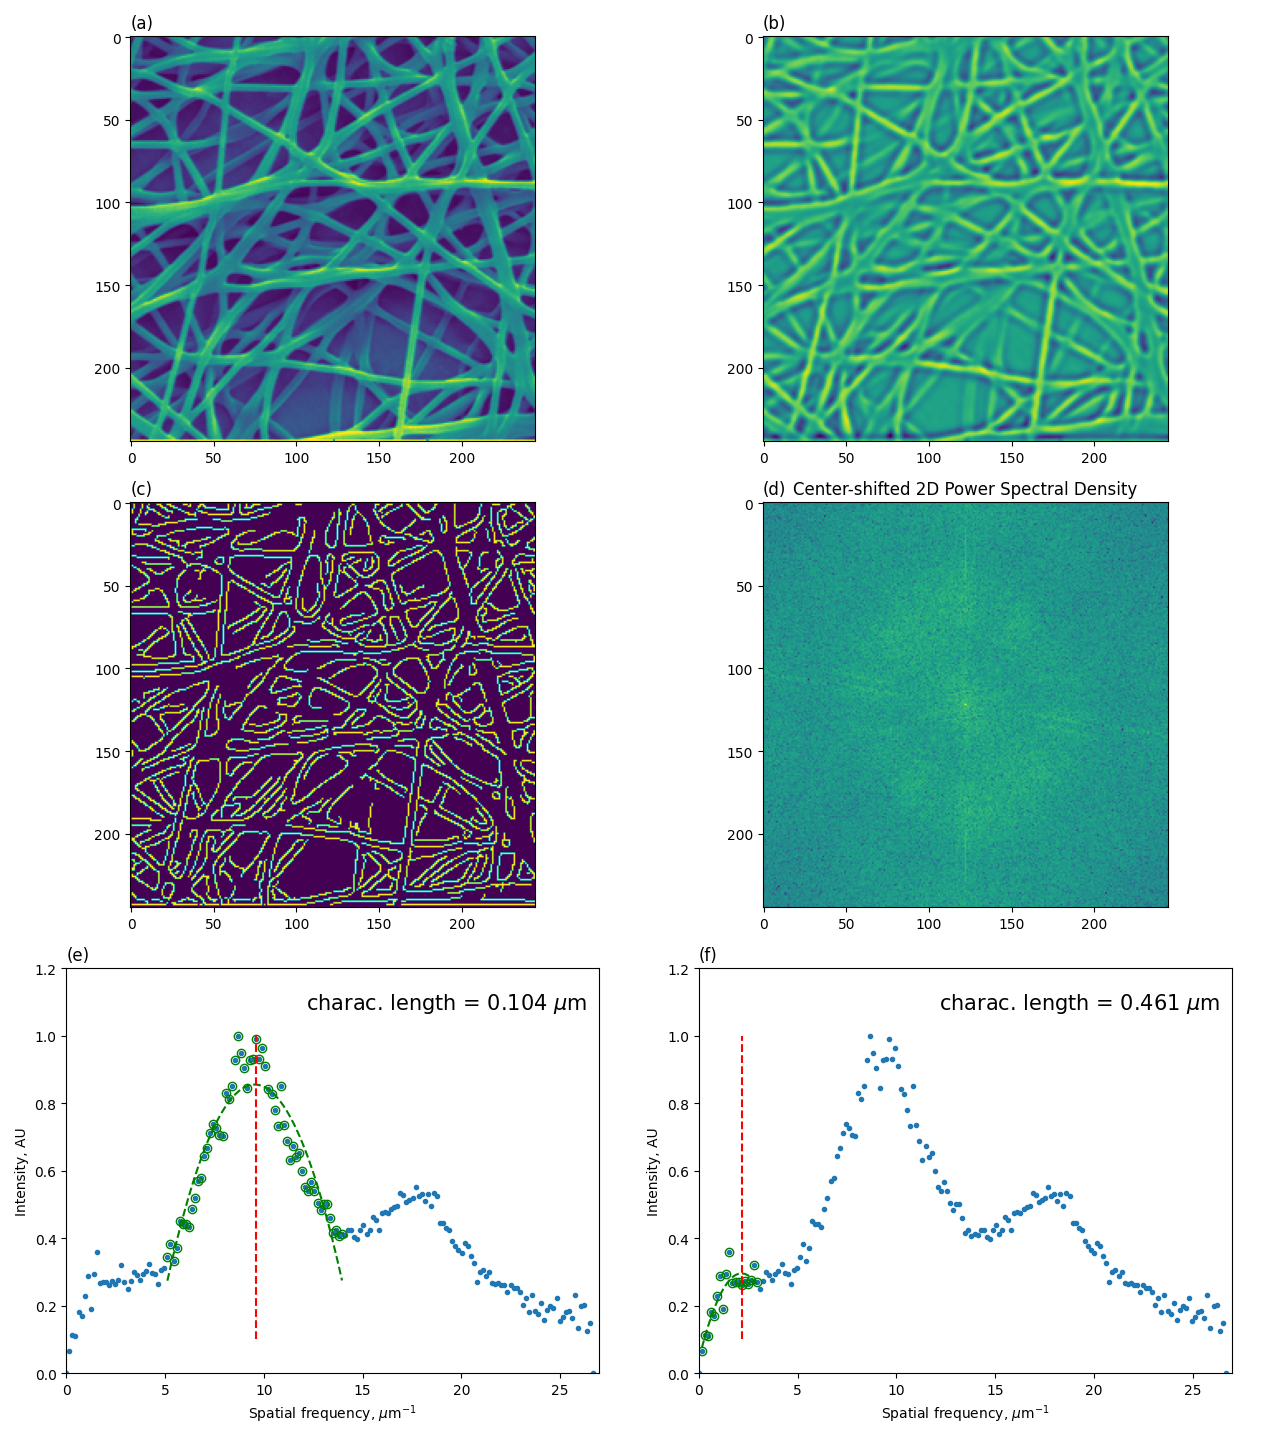 (a)
0
50
100
150
200
0 50 100 150 200
(b)
0
50
100
150
200
0 50 100 150 200
(c)
0
50
100
150
200
0 50 100 150 200
(d) Center-shifted 2D Power Spectral Density
0
50
100
150
200
0 50 100 150 200
(e)
charac. length = 0.104 μm
1.2
1.0
0.8
0.6
0.4
0.2
0.0
Intensity, AU
0 5 10 15 20 25
Spatial frequency, μm⁻¹
(f)
charac. length = 0.461 μm
1.2
1.0
0.8
0.6
0.4
0.2
0.0
Intensity, AU
0 5 10 15 20 25
Spatial frequency, μm⁻¹